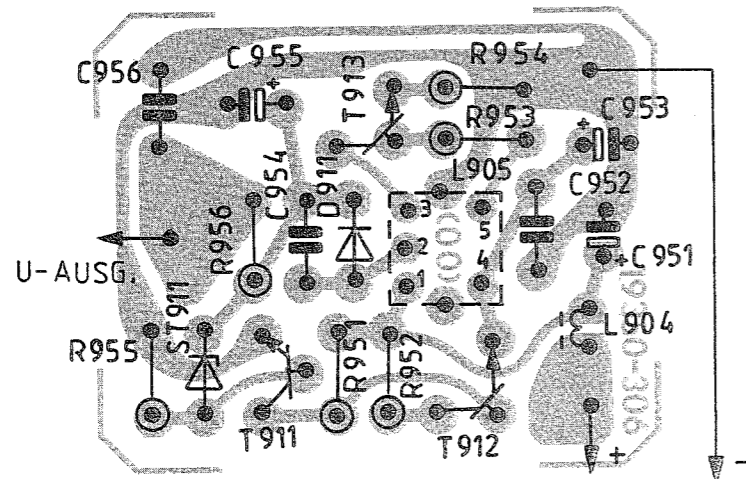 C956
C955
T913
R954
R953
C953
L905
C952
C954
D911
R956
3
2
1
5
4
C951
+
+
+
U-AUSG.
ST911
R955
R951
R952
L904
T911
T912
+
-